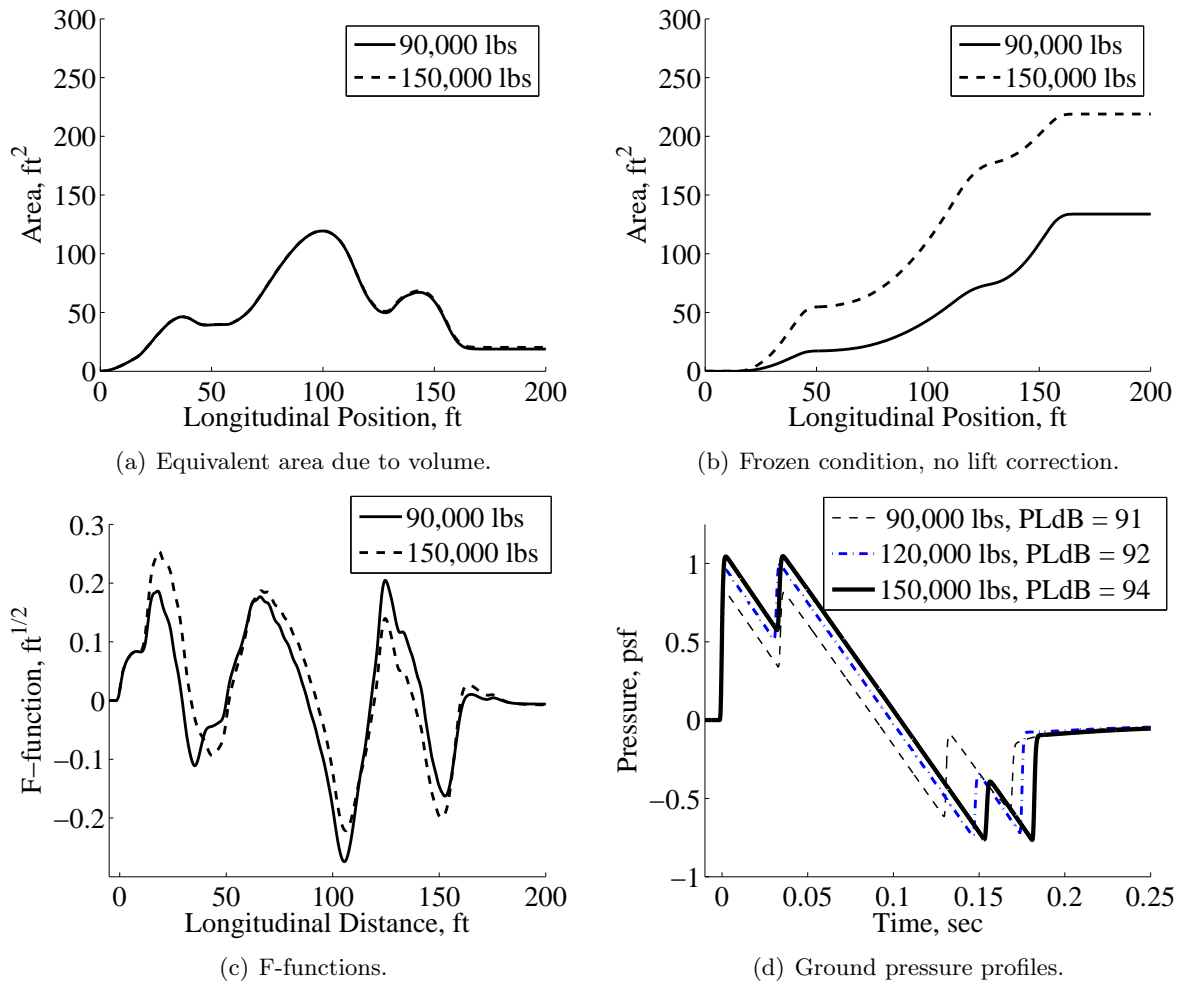 300
250
200
150
100
50
0
Area, ft2
0 50 100 150 200
Longitudinal Position, ft
90,000 lbs
150,000 lbs
(a) Equivalent area due to volume.
300
250
200
150
100
50
0
Area, ft2
0 50 100 150 200
Longitudinal Position, ft
90,000 lbs
150,000 lbs
(b) Frozen condition, no lift correction.
0.3
0.2
0.1
0
−0.1
−0.2
F−function, ft1/2
0 50 100 150 200
Longitudinal Distance, ft
90,000 lbs
150,000 lbs
(c) F-functions.
1
0.5
0
−0.5
−1
Pressure, psf
0 0.05 0.1 0.15 0.2 0.25
Time, sec
90,000 lbs, PLdB = 91
120,000 lbs, PLdB = 92
150,000 lbs, PLdB = 94
(d) Ground pressure profiles.